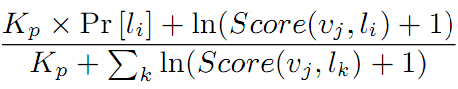 K_p × Pr [l_i] + ln(Score(v_j, l_i) + 1)
K_p + ∑_k ln(Score(v_j, l_k) + 1)